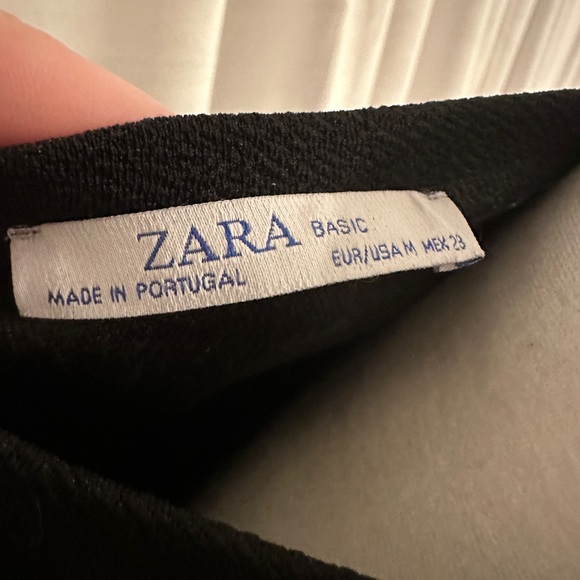 ZARA BASIC
MADE IN PORTUGAL EUR/USA M MEX 28